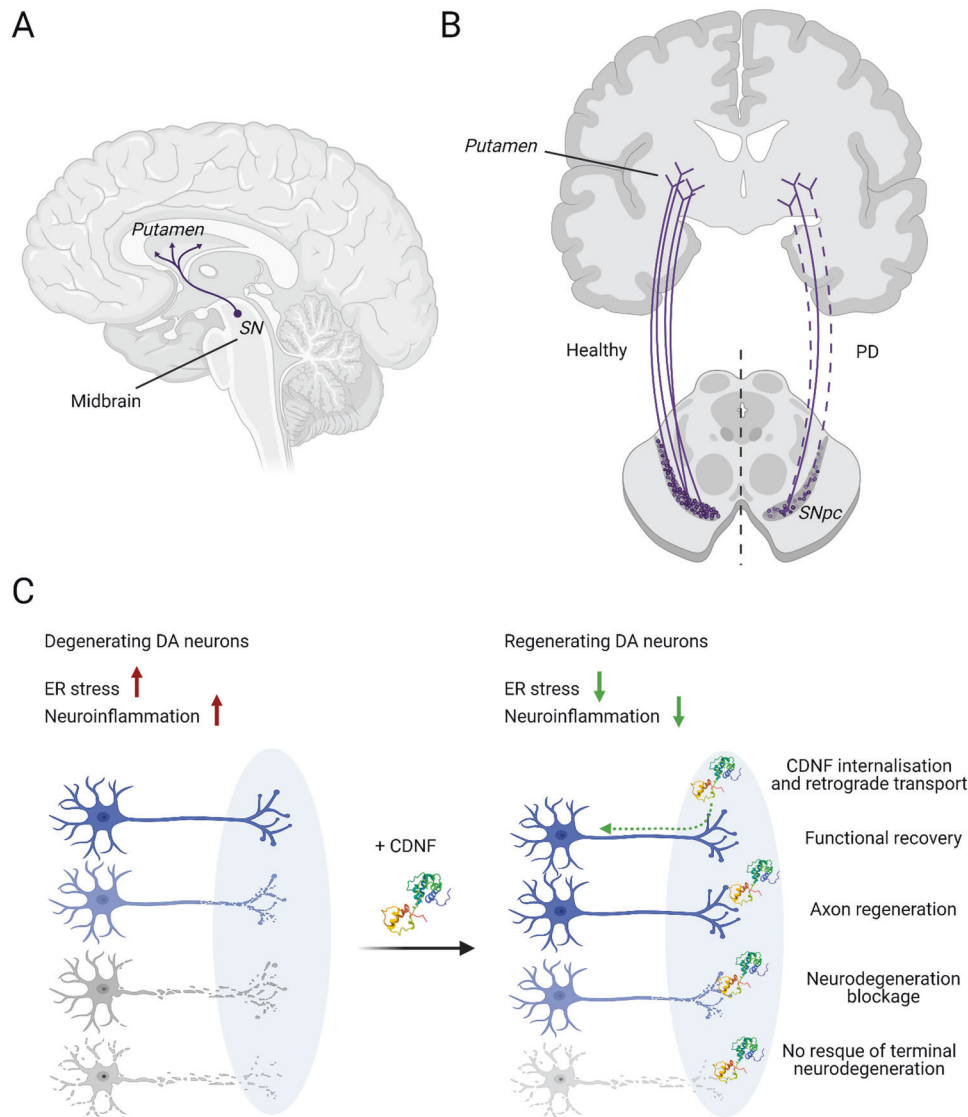 A
Putamen
SN
Midbrain
B
Putamen
Healthy
PD
SNpc
C
Degenerating DA neurons
ER stress
Neuroinflammation
+ CDNF
Regenerating DA neurons
ER stress
Neuroinflammation
CDNF internalisation
and retrograde transport
Functional recovery
Axon regeneration
Neurodegeneration
blockage
No resque of terminal
neurodegeneration